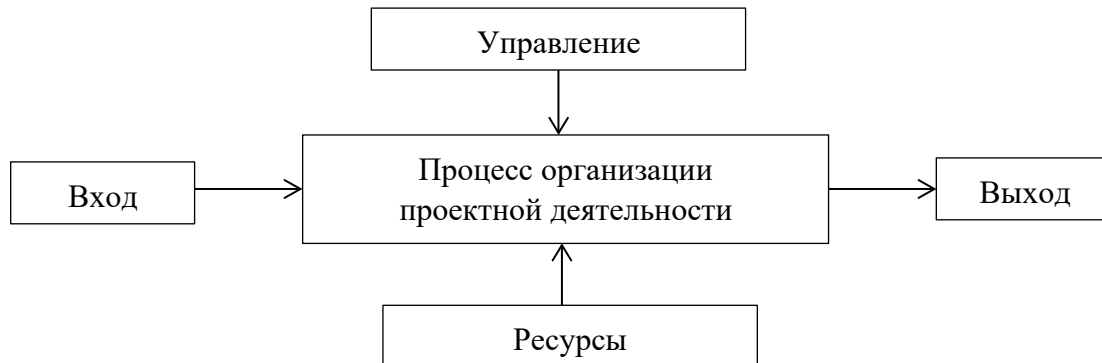 Управление
Вход
Процесс организации
проектной деятельности
Выход
Ресурсы